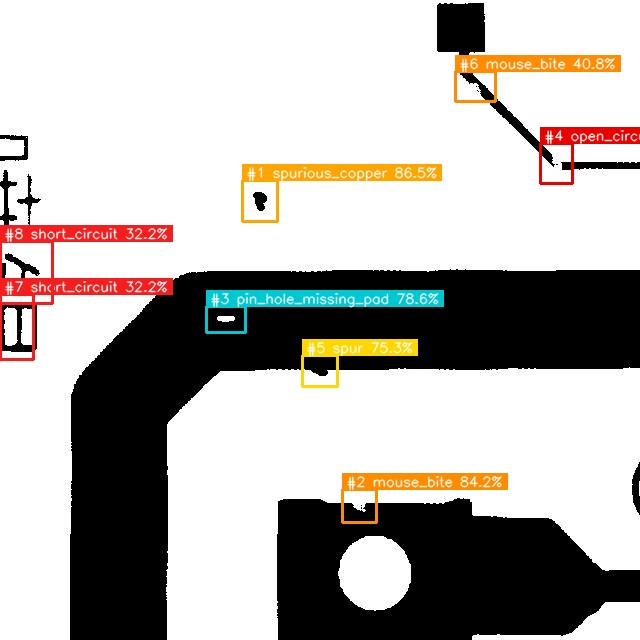 #6 mouse_bite 40.8%
#4 open_circu
#1 spurious_copper 86.5%
#8 short_circuit 32.2%
#7 short_circuit 32.2%
#3 pin_hole_missing_pad 78.6%
#5 spur 75.3%
#2 mouse_bite 84.2%